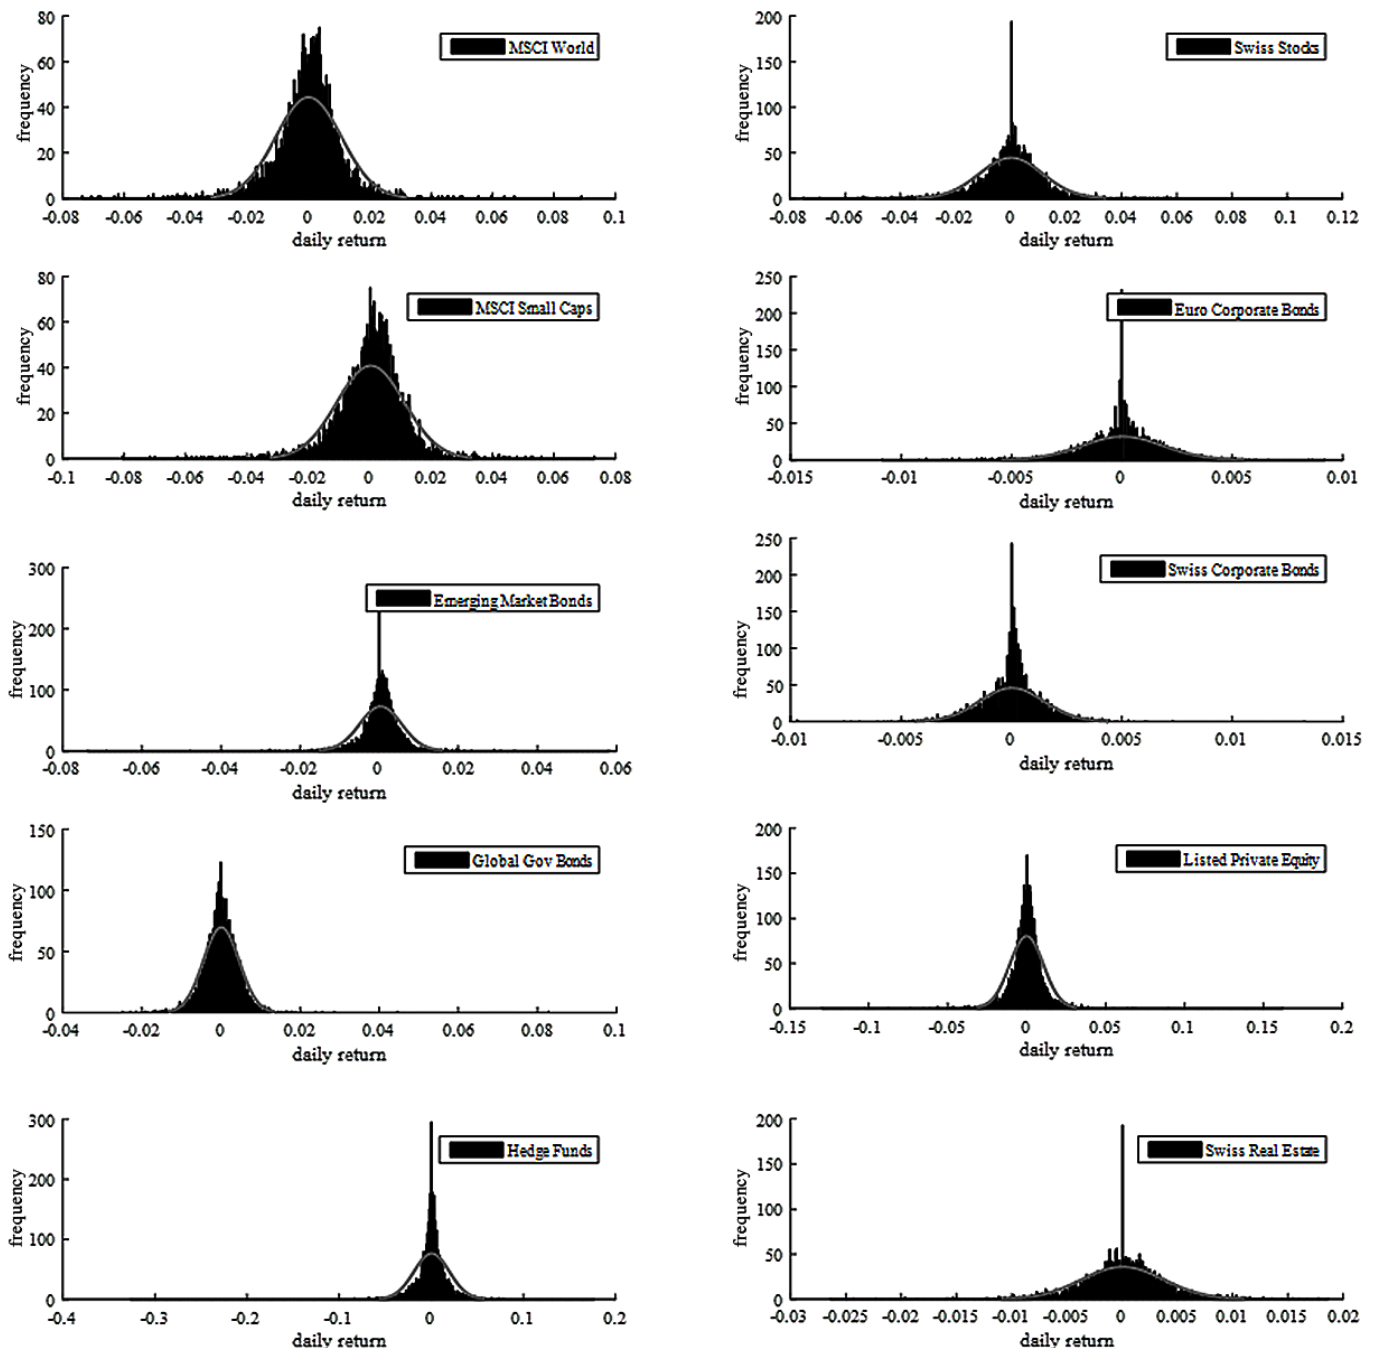 80
60
40
20
0
frequency
MSCI World
-0.08 -0.06 -0.04 -0.02 0 0.02 0.04 0.06 0.08 0.1
daily return
200
150
100
50
0
frequency
Swiss Stocks
-0.08 -0.06 -0.04 -0.02 0 0.02 0.04 0.06 0.08 0.1 0.12
daily return
80
60
40
20
0
frequency
MSCI Small Caps
-0.1 -0.08 -0.06 -0.04 -0.02 0 0.02 0.04 0.06 0.08
daily return
250
200
150
100
50
0
frequency
Euro Corporate Bonds
-0.015 -0.01 -0.005 0 0.005 0.01
daily return
300
200
100
0
frequency
Emerging Market Bonds
-0.08 -0.06 -0.04 -0.02 0 0.02 0.04 0.06
daily return
250
200
150
100
50
0
frequency
Swiss Corporate Bonds
-0.01 -0.005 0 0.005 0.01 0.015
daily return
150
100
50
0
frequency
Global Gov Bonds
-0.04 -0.02 0 0.02 0.04 0.06 0.08 0.1
daily return
200
150
100
50
0
frequency
Listed Private Equity
-0.15 -0.1 -0.05 0 0.05 0.1 0.15 0.2
daily return
300
200
100
0
frequency
Hedge Funds
-0.4 -0.3 -0.2 -0.1 0 0.1 0.2
daily return
200
150
100
50
0
frequency
Swiss Real Estate
-0.03 -0.025 -0.02 -0.015 -0.01 -0.005 0 0.005 0.01 0.015 0.02
daily return